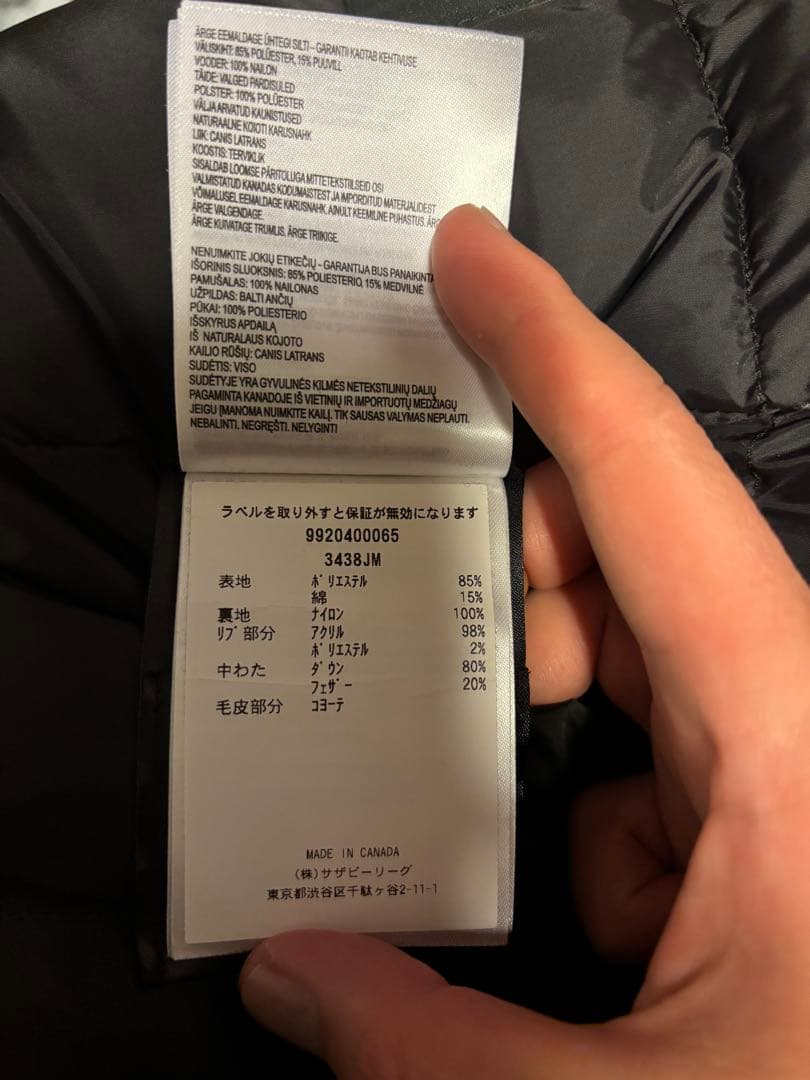 ÄRGE EEMALDAGE ÜHTEGI SILTI – GARANTII KAOTAB KEHTIVUSE
VÄLISKIHT: 85% POLÜESTER, 15% PUUVILL
VOODER: 100% NAILON
TÄIDE: VALGED PARDISULED
POLSTER: 100% POLÜESTER
VÄLJA ARVATUD KAUNISTUSED
NATURAALNE KOIOTI KARUSNAHK
LIIK: CANIS LATRANS
KOOSTIS: TERVIKLIK
SISALDAB LOOMSE PÄRITOLUGA MITTETEKSTIILSEID OSI
VALMISTATUD KANADAS KODUMAISTEST JA IMPORDITUD MATERJALIDEST
VÕIMALUSEL EEMALDAGE KARUSNAHK. AINULT KEEMILINE PUHASTUS.
ÄRGE VALGENDAGE.
ÄRGE KUIVATAGE TRUMLIS. ÄRGE TRIIKIGE.
NENUIMKITE JOKIŲ ETIKEČIŲ – GARANTIJA BUS
IŠORINIS SLUOKSNIS: 85% POLIESTERIO, 15% MEDVILNĖ
PAMUŠALAS: 100% NAILONAS
UŽPILDAS: BALTI ANČIŲ
PŪKAI: 100% POLIESTERIO
IŠSKYRUS APDAILĄ
IŠ NATURALAUS KOJOTO
KAILIO RŪŠIŲ: CANIS LATRANS
SUDĖTIS: VISO
SUDĖTYJE YRA GYVULINĖS KILMĖS NETEKSTILINIŲ DALIŲ
PAGAMINTA KANADOJE IŠ VIETINIŲ IR IMPORTUOTŲ MEDŽIAGŲ
JEIGU ĮMANOMA NUIMKITE KAILĮ. TIK SAUSAS VALYMAS NEPLAUTI.
NEBALINTI. NEGRĘŠTI. NELYGINTI
ラベルを取り外すと保証が無効になります
9920400065
3438JM
表地 ﾎﾟﾘｴｽﾃﾙ 85%
綿 15%
裏地 ﾅｲﾛﾝ 100%
ﾘﾌﾞ部分 ｱｸﾘﾙ 98%
ﾎﾟﾘｴｽﾃﾙ 2%
中わた ﾀﾞｳﾝ 80%
ﾌｪｻﾞｰ 20%
毛皮部分 ｺﾖｰﾃ
MADE IN CANADA
(株)サザビーリーグ
東京都渋谷区千駄ヶ谷2-11-1